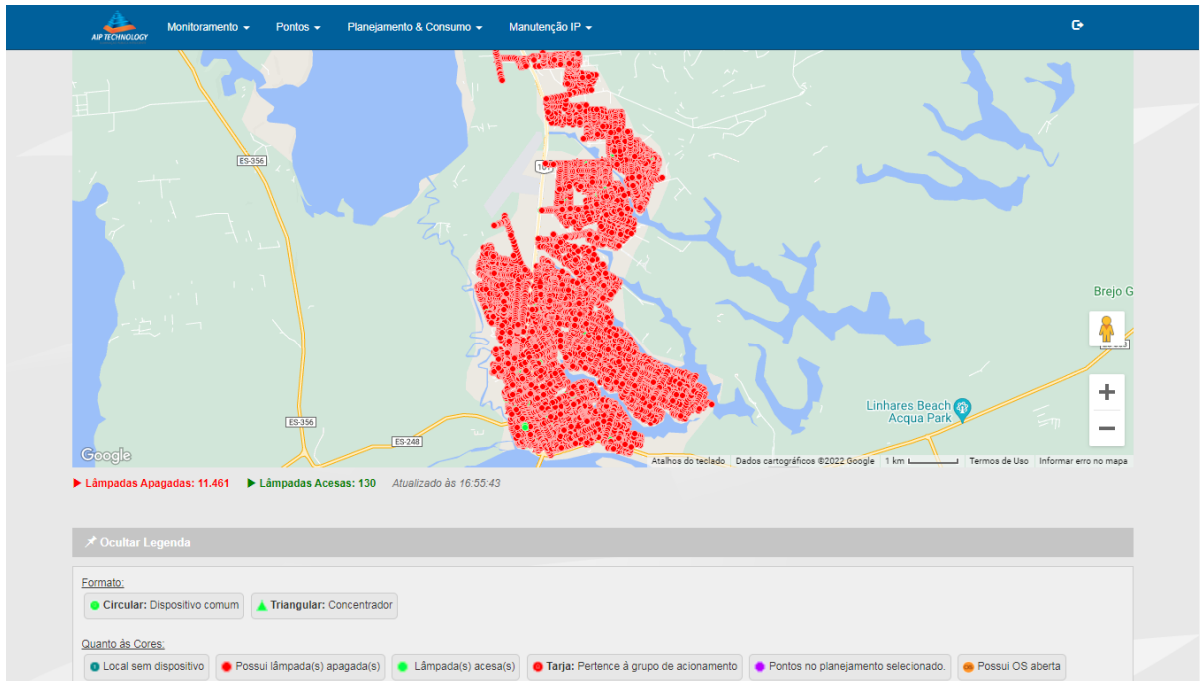 AIP TECHNOLOGY
Monitoramento Pontos Planejamento & Consumo Manutenção IP
ES-356
101
Brejo G
Linhares Beach
Acqua Park
ES-356
ES-248
Google
Atalhos do teclado Dados cartográficos ©2022 Google 1 km Termos de Uso Informar erro no mapa
Lâmpadas Apagadas: 11.461 Lâmpadas Acesas: 130 Atualizado às 16:55:43
Ocultar Legenda
Formato:
Circular: Dispositivo comum Triangular: Concentrador
Quanto às Cores:
Local sem dispositivo Possui lâmpada(s) apagada(s) Lâmpada(s) acesa(s) Tarja: Pertence à grupo de acionamento Pontos no planejamento selecionado. Possui OS aberta